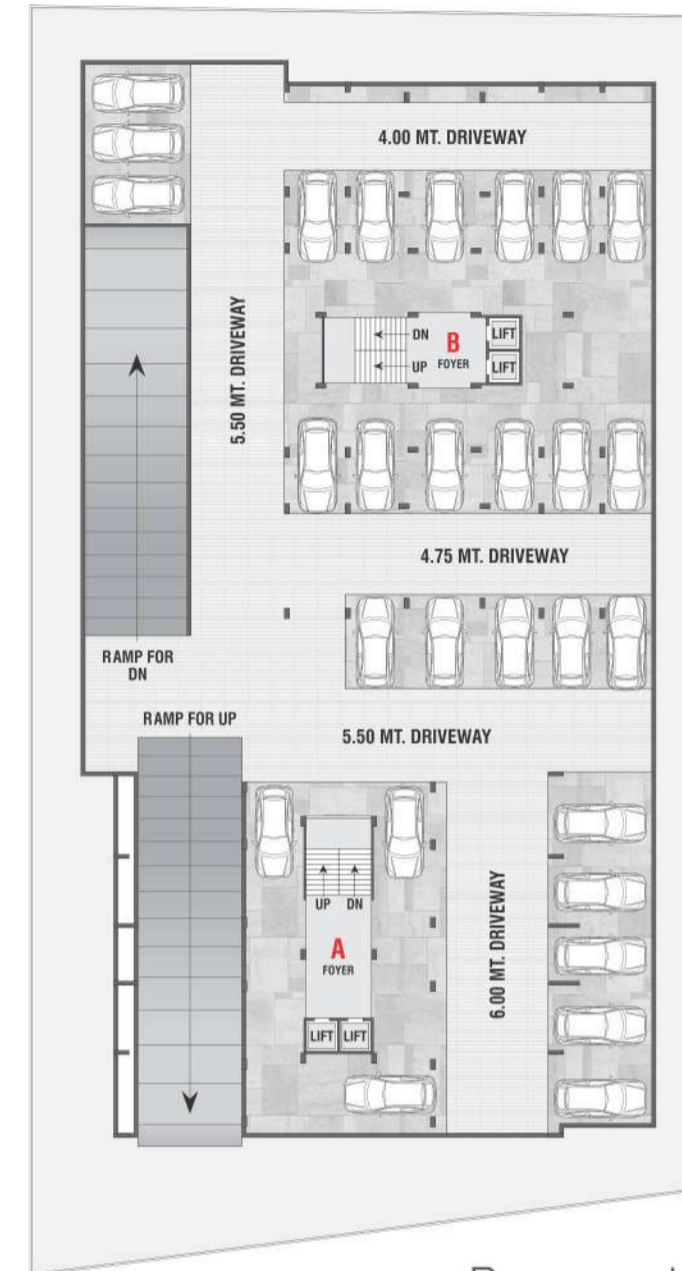 4.00 MT. DRIVEWAY
5.50 MT. DRIVEWAY
DN
UP
B
FOYER
LIFT
LIFT
4.75 MT. DRIVEWAY
RAMP FOR
DN
RAMP FOR UP
5.50 MT. DRIVEWAY
UP
DN
A
FOYER
LIFT
LIFT
6.00 MT. DRIVEWAY